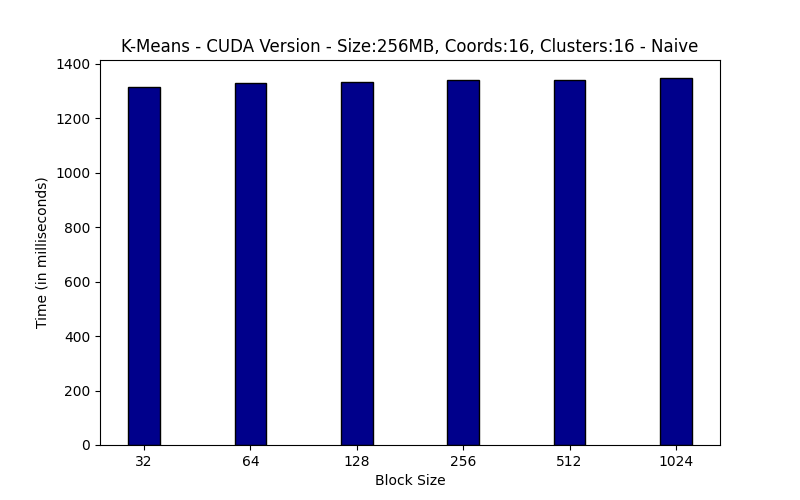 K-Means - CUDA Version - Size:256MB, Coords:16, Clusters:16 - Naive
1400
1200
1000
800
600
400
200
0
Time (in milliseconds)
32 64 128 256 512 1024
Block Size